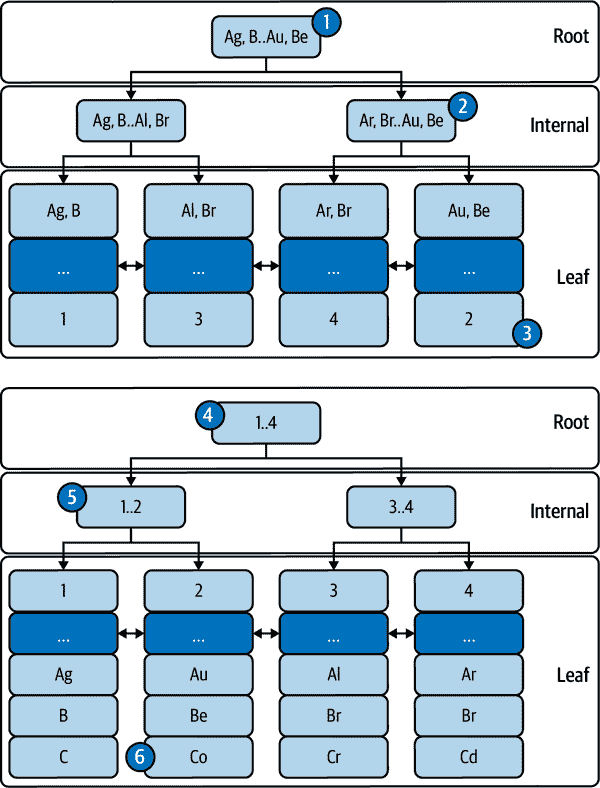 1
Ag, B..Au, Be
Root
Ag, B..Al, Br
Ar, Br..Au, Be
2
Internal
Ag, B
Al, Br
Ar, Br
Au, Be
...
...
...
...
Leaf
1
3
4
2
3
4
1..4
Root
5
1..2
3..4
Internal
1
2
3
4
...
...
...
...
Ag
Au
Al
Ar
Leaf
B
Be
Br
Br
C
6
Co
Cr
Cd